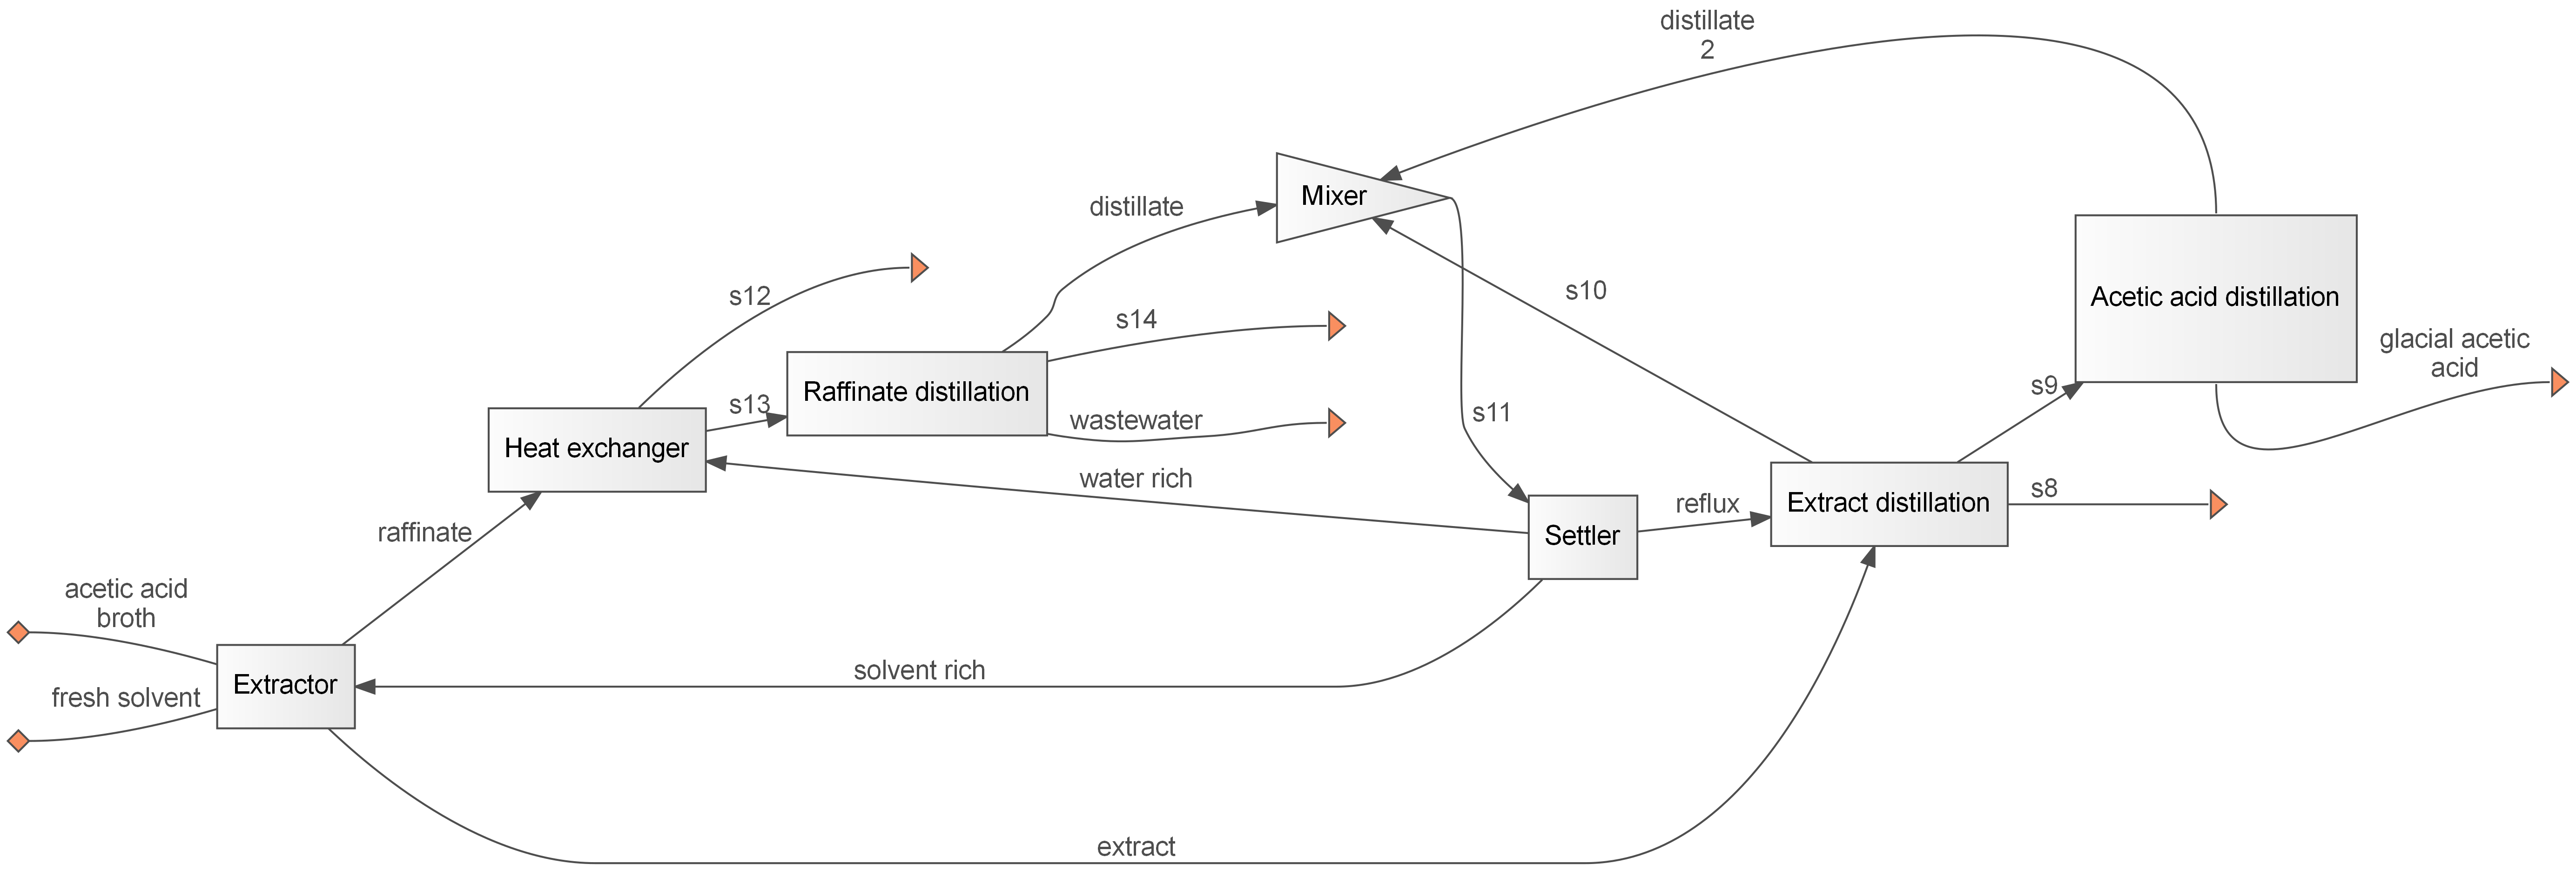 distillate
2
Mixer
distillate
s12
s10
Acetic acid distillation
s14
glacial acetic
acid
Raffinate distillation
s9
s13
s11
wastewater
Heat exchanger
water rich
s8
reflux
Extract distillation
raffinate
Settler
acetic acid
broth
solvent rich
Extractor
fresh solvent
extract